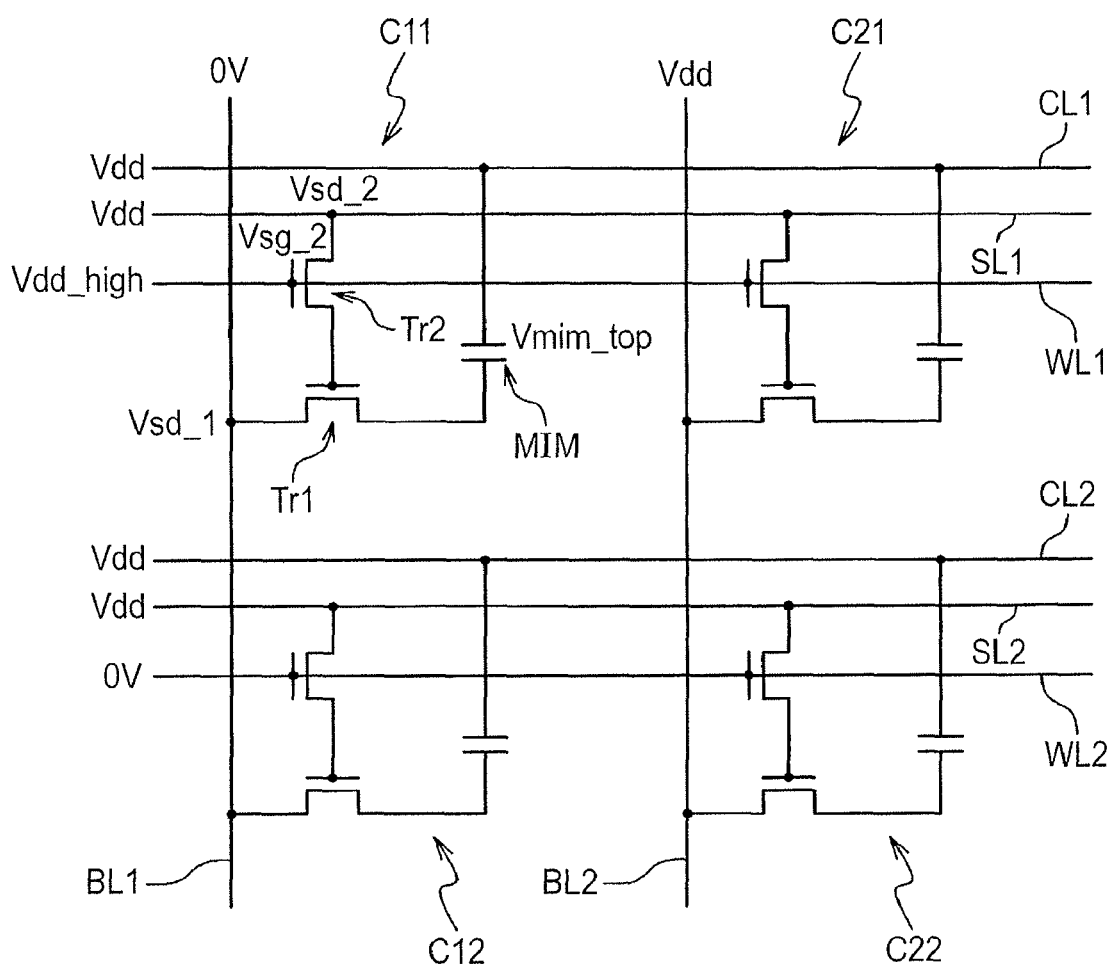 C11
C21
0V
Vdd
CL1
Vdd
Vsd_2
Vdd
Vsg_2
SL1
Vdd_high
Tr2
Vmim_top
WL1
Vsd_1
MIM
Tr1
CL2
Vdd
Vdd
SL2
0V
WL2
BL1
BL2
C12
C22